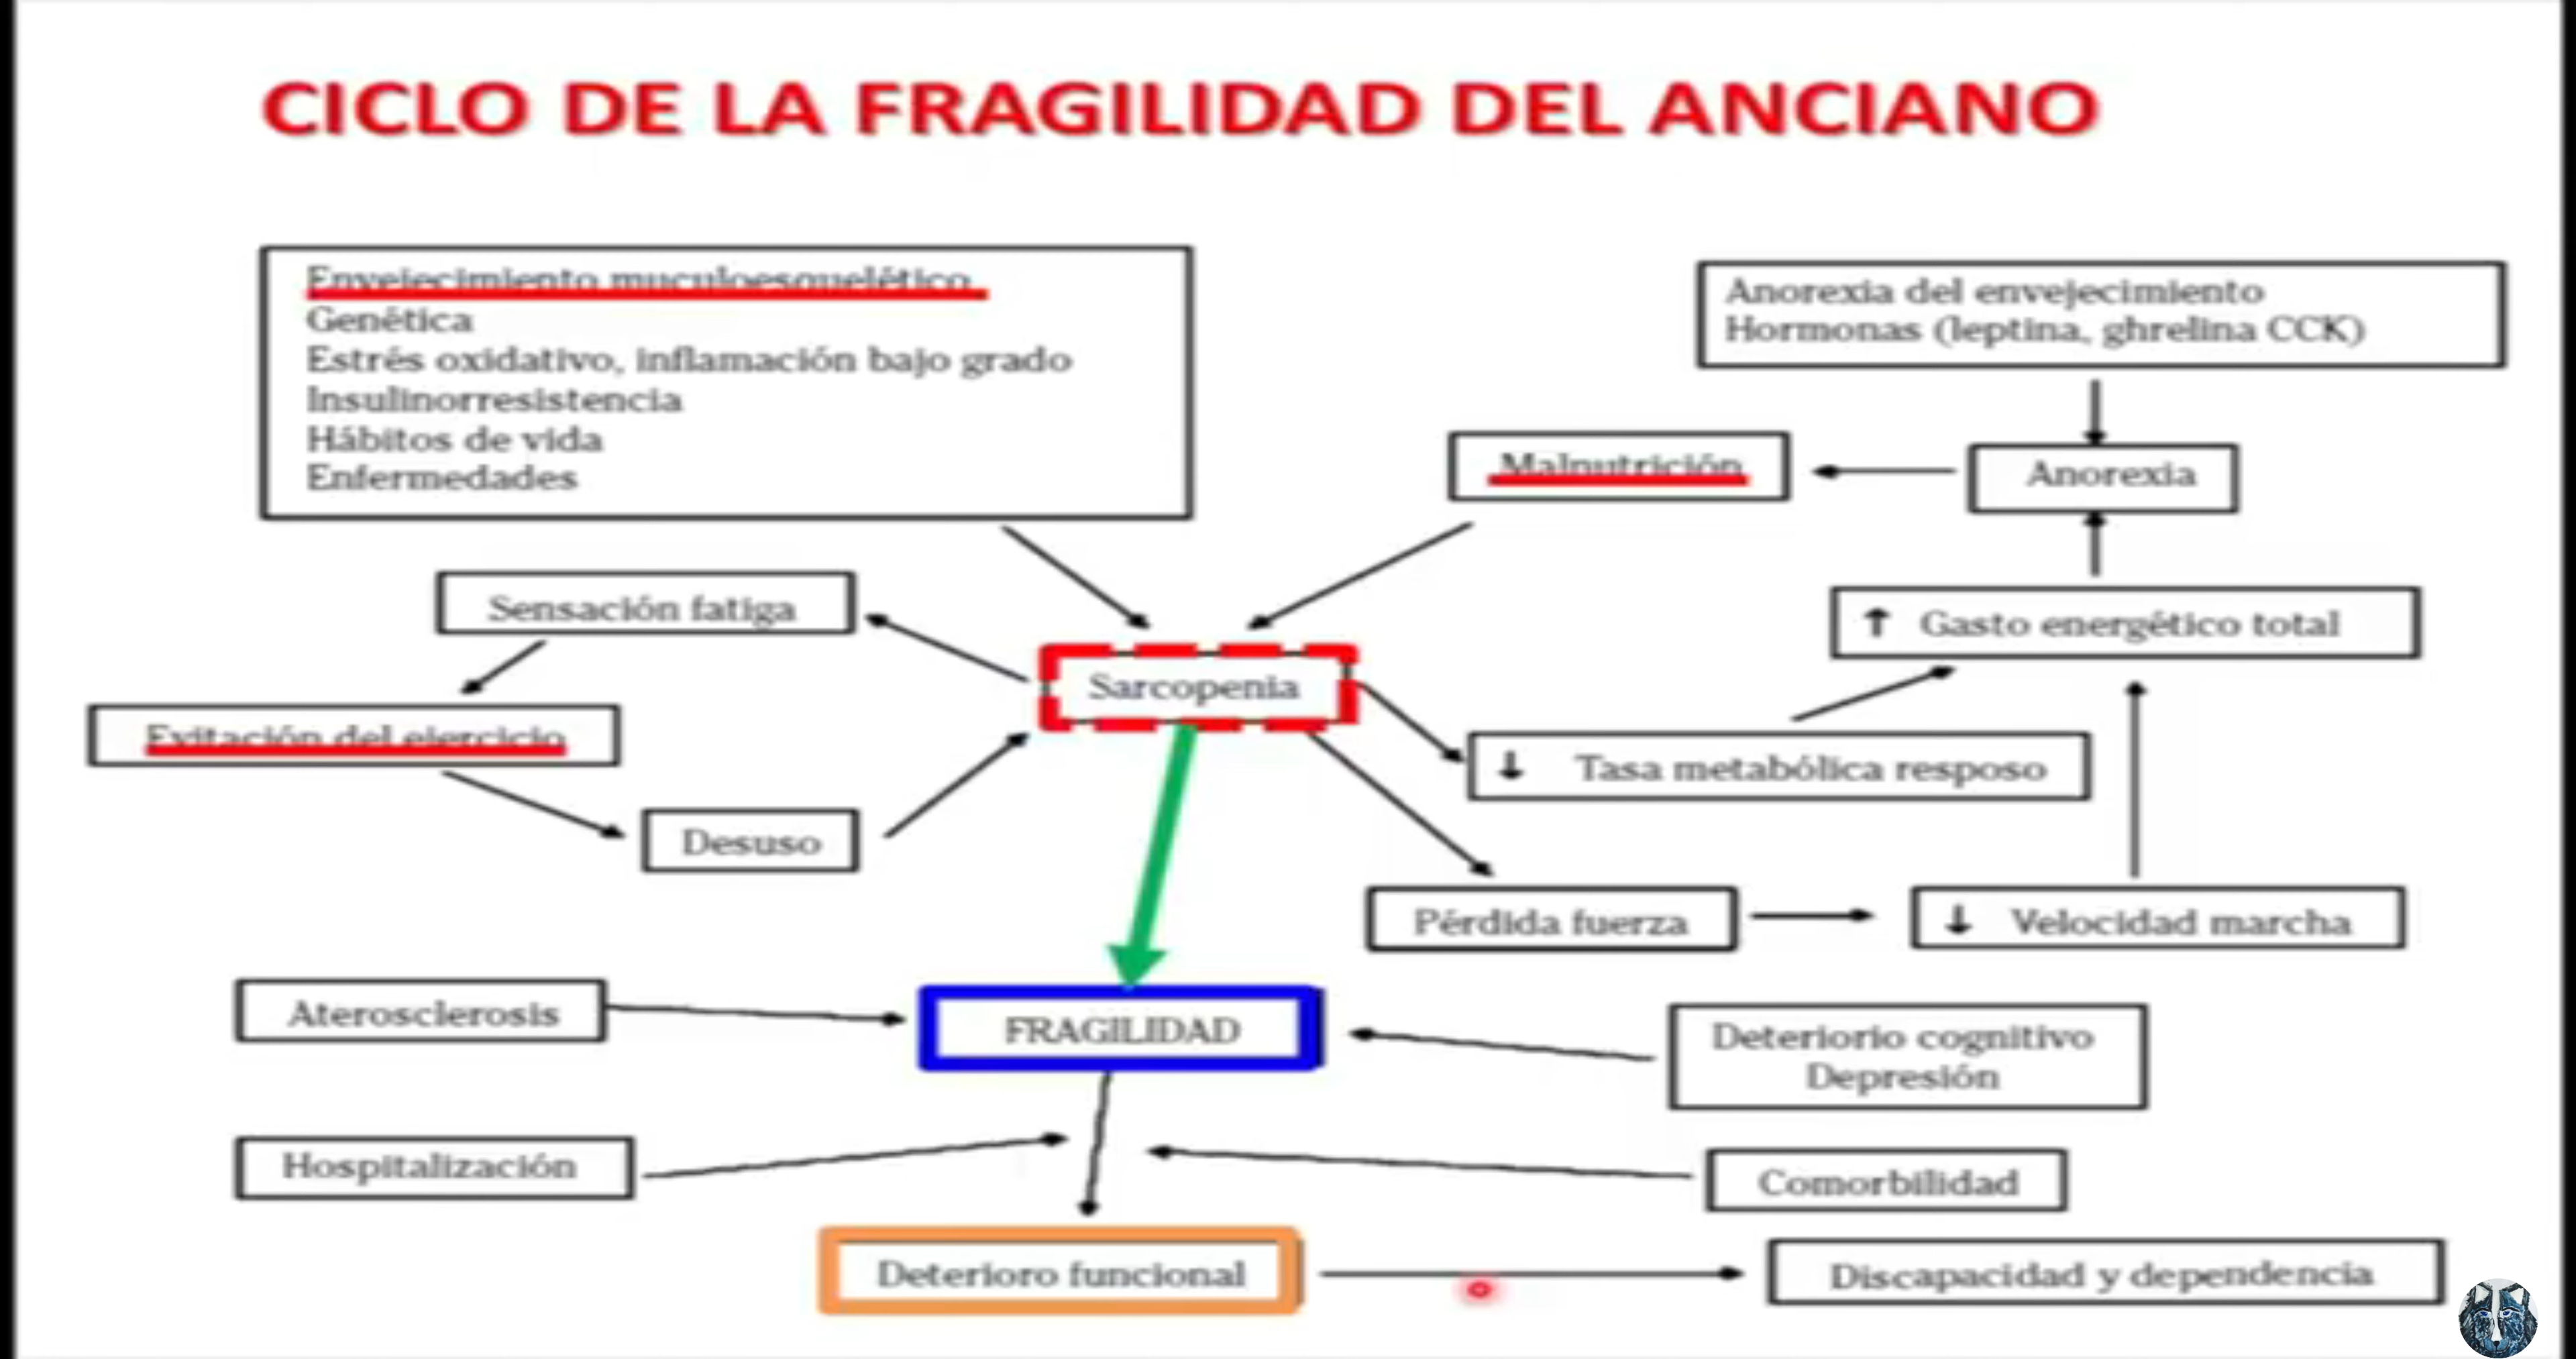 CICLO DE LA FRAGILIDAD DEL ANCIANO
Envejecimiento muculoesquelético
Genética
Estrés oxidativo, inflamación bajo grado
Insulinorresistencia
Hábitos de vida
Enfermedades
Anorexia del envejecimiento
Hormonas (leptina, ghrelina CCK)
Malnutrición
Anorexia
Sensación fatiga
↑ Gasto energético total
Sarcopenia
Evitación del ejercicio
↓ Tasa metabólica resposo
Desuso
Pérdida fuerza
↓ Velocidad marcha
Aterosclerosis
FRAGILIDAD
Deteriorio cognitivo
Depresión
Hospitalización
Comorbilidad
Deterioro funcional
Discapacidad y dependencia